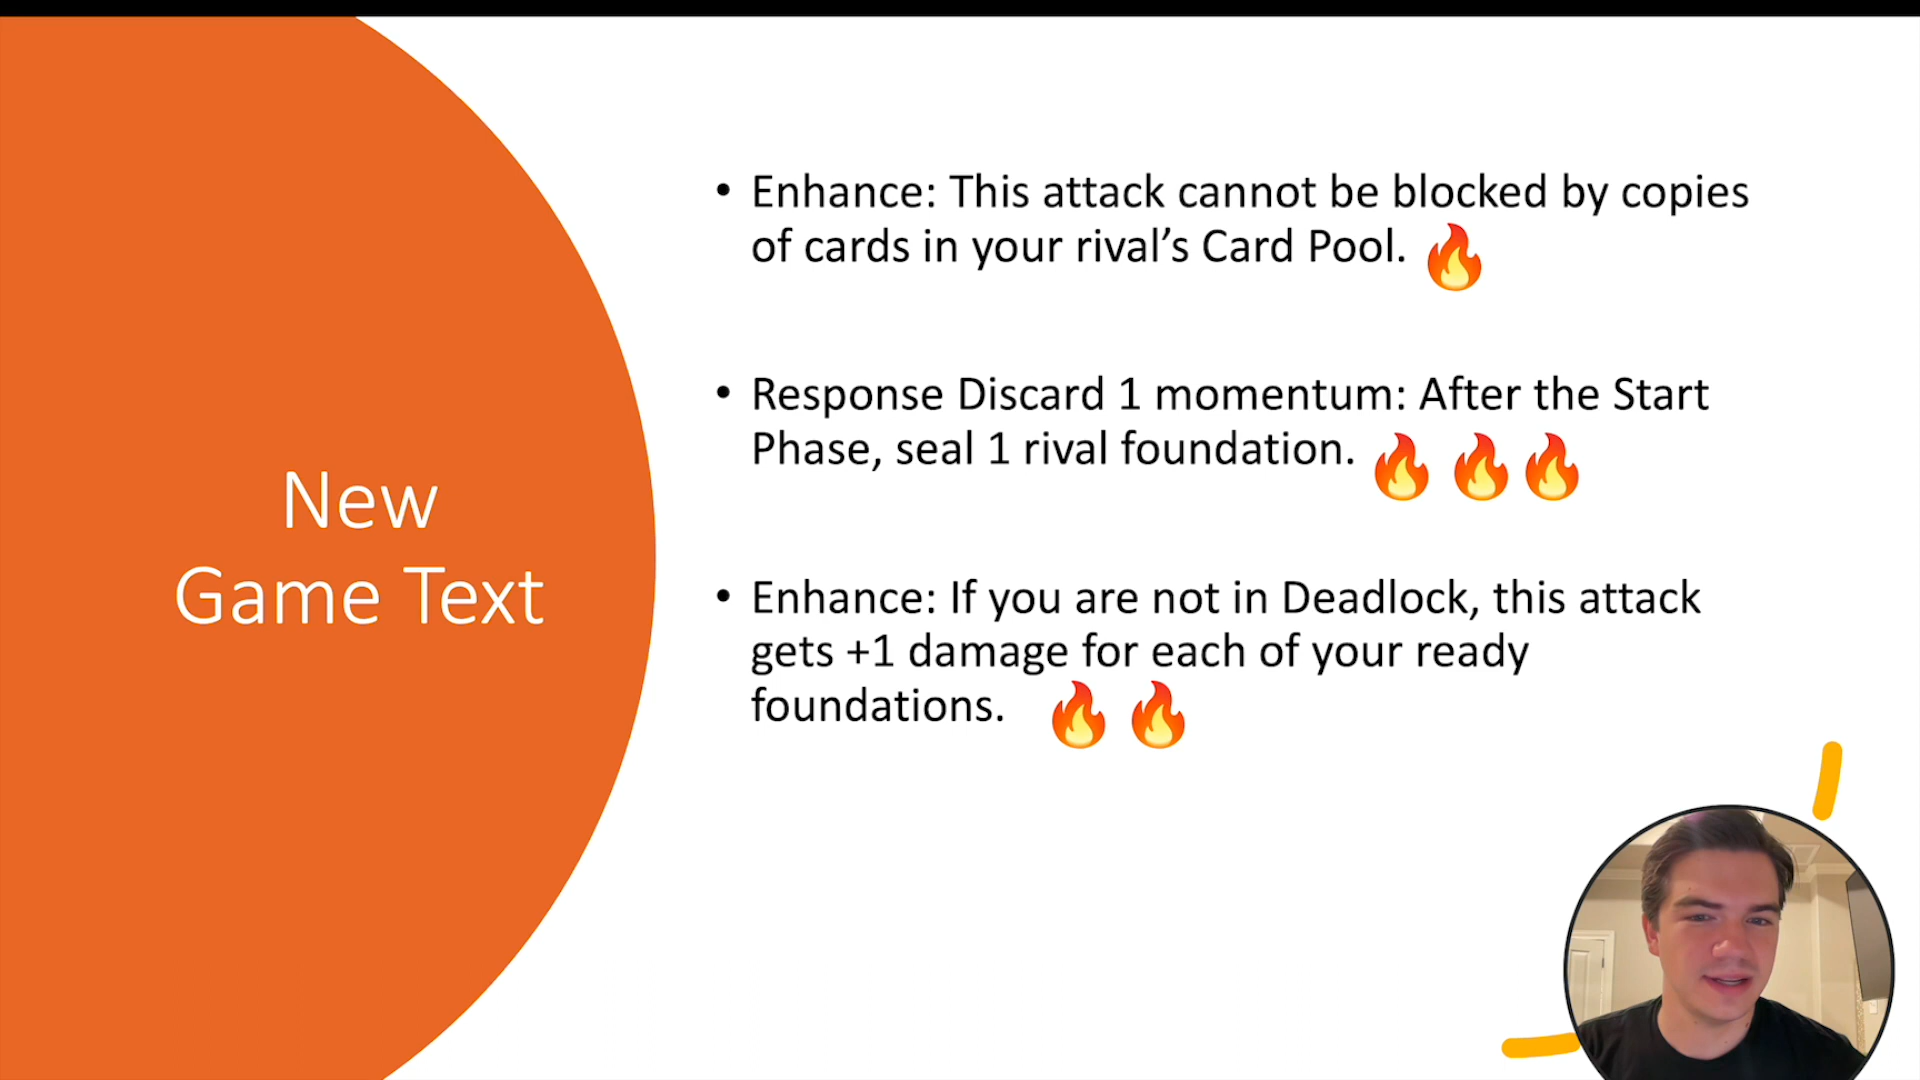 New
Game Text
• Enhance: This attack cannot be blocked by copies
of cards in your rival’s Card Pool. 🔥
• Response Discard 1 momentum: After the Start
Phase, seal 1 rival foundation. 🔥 🔥 🔥
• Enhance: If you are not in Deadlock, this attack
gets +1 damage for each of your ready
foundations. 🔥 🔥